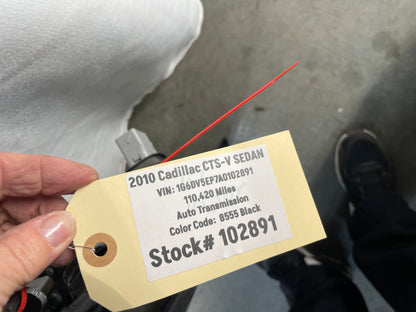 2010 Cadillac CTS-V SEDAN
VIN: 1G6DV5EP7A0102891
110,420 Miles
Auto Transmission
Color Code: 8555 Black
Stock# 102891